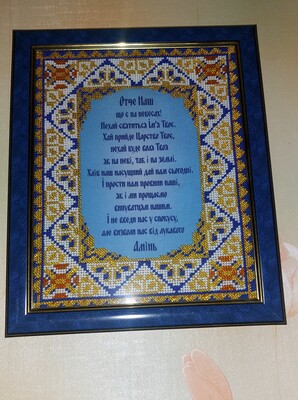 Отче Наш
що є на небесах!
Нехай святиться Ім'я Твоє.
Хай прийде Царство Твоє,
нехай буде воля Твоя
як на небі, так і на землі.
Хліб наш насущний дай нам сьогодні.
І прости нам провини наші,
як і ми прощаємо
винуватцям нашим.
І не введи нас у спокусу,
але визволи нас від лукавого
Амінь